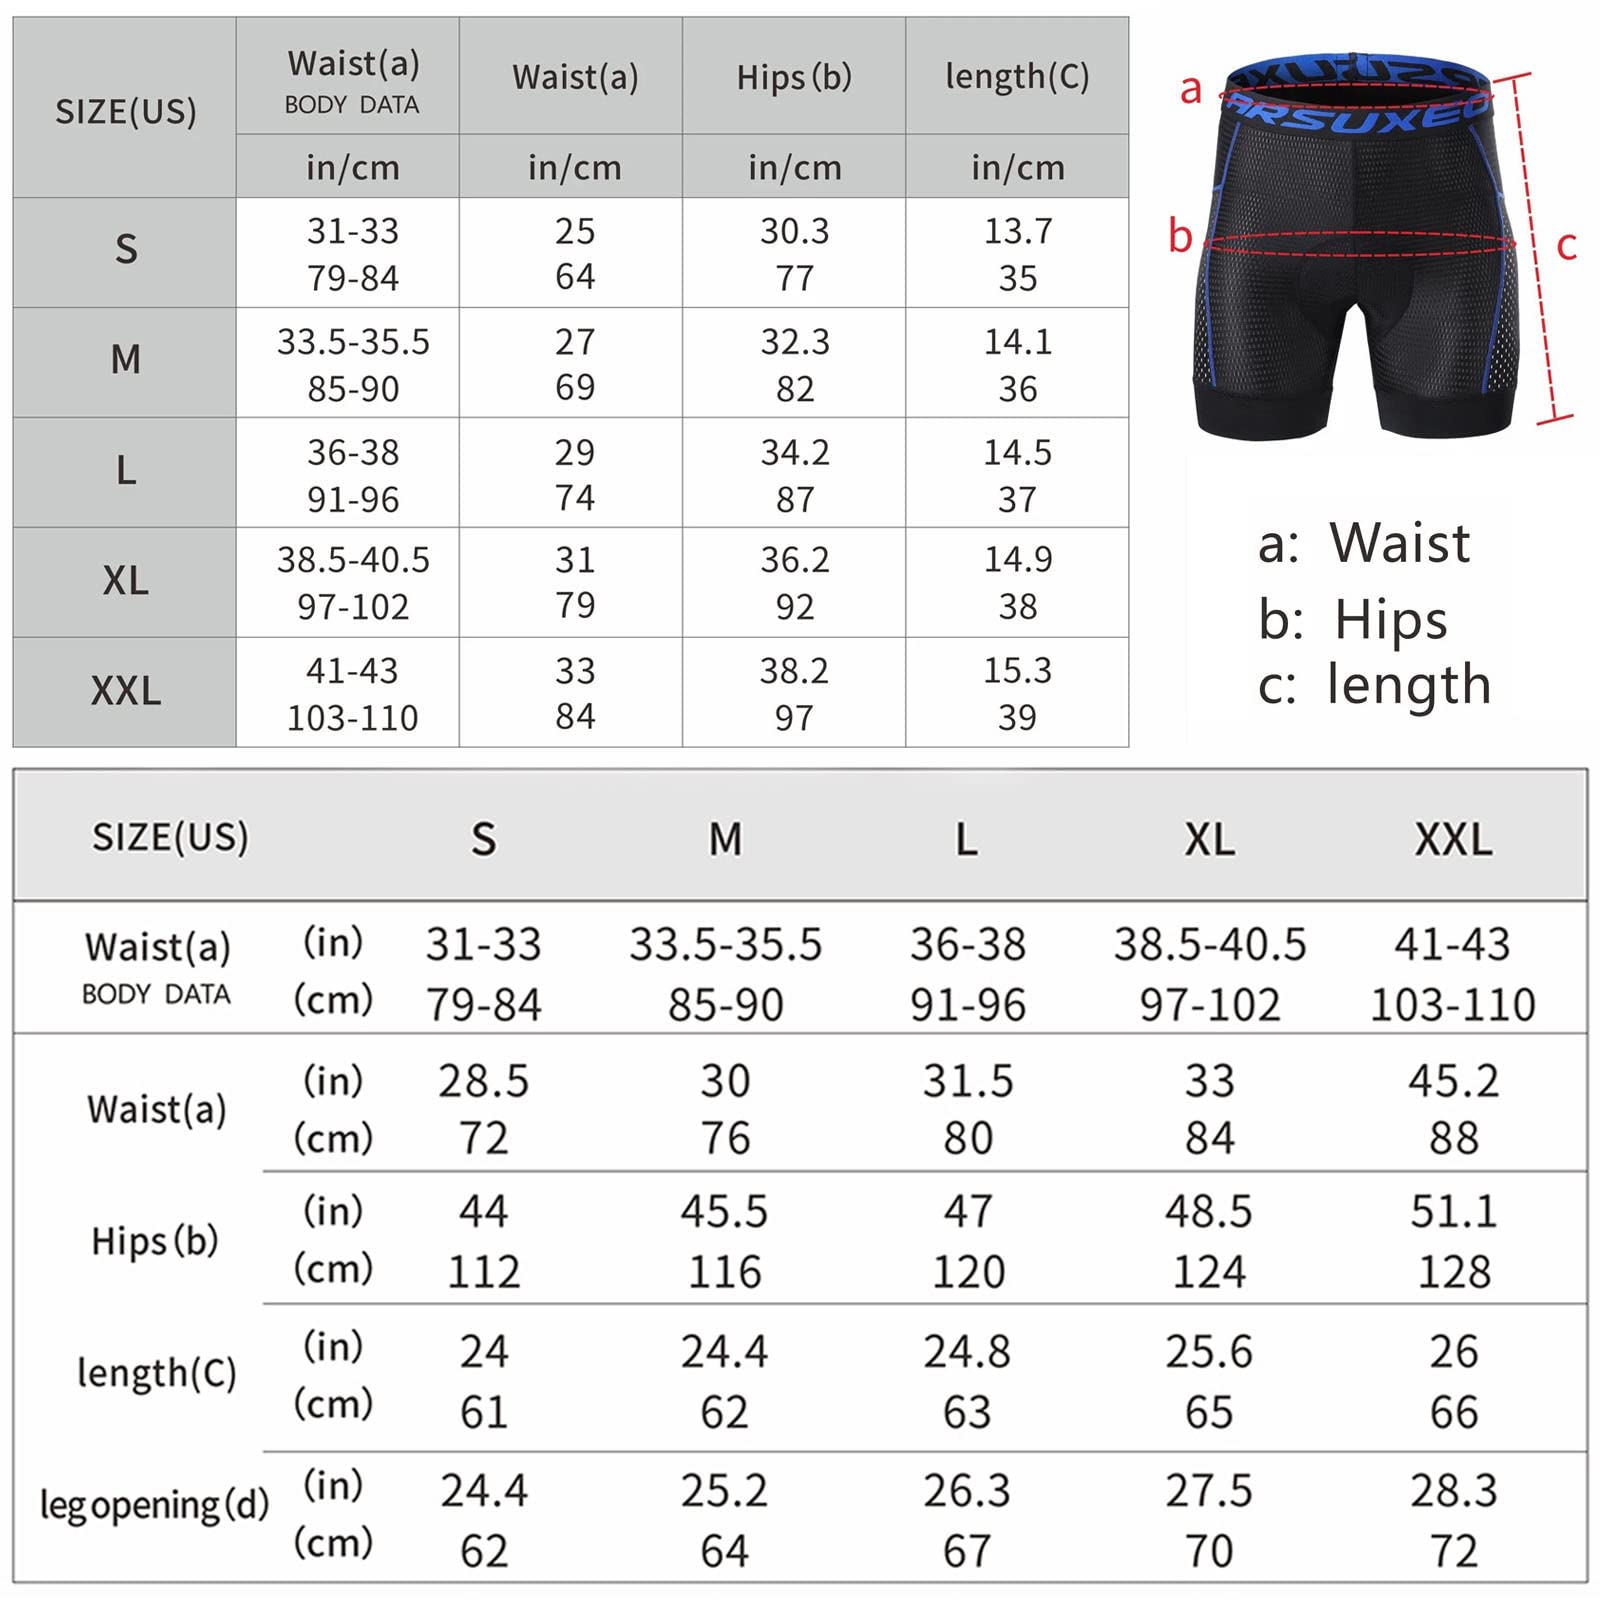 SIZE(US) Waist(a) BODY DATA Waist(a) Hips(b) length(C)
in/cm in/cm in/cm in/cm
S 31-33 25 30.3 13.7
79-84 64 77 35
M 33.5-35.5 27 32.3 14.1
85-90 69 82 36
L 36-38 29 34.2 14.5
91-96 74 87 37
XL 38.5-40.5 31 36.2 14.9
97-102 79 92 38
XXL 41-43 33 38.2 15.3
103-110 84 97 39
a
ARSUXEO
b
c
a: Waist
b: Hips
c: length
SIZE(US) S M L XL XXL
Waist(a) (in) 31-33 33.5-35.5 36-38 38.5-40.5 41-43
BODY DATA (cm) 79-84 85-90 91-96 97-102 103-110
Waist(a) (in) 28.5 30 31.5 33 45.2
(cm) 72 76 80 84 88
Hips(b) (in) 44 45.5 47 48.5 51.1
(cm) 112 116 120 124 128
length(C) (in) 24 24.4 24.8 25.6 26
(cm) 61 62 63 65 66
leg opening(d) (in) 24.4 25.2 26.3 27.5 28.3
(cm) 62 64 67 70 72